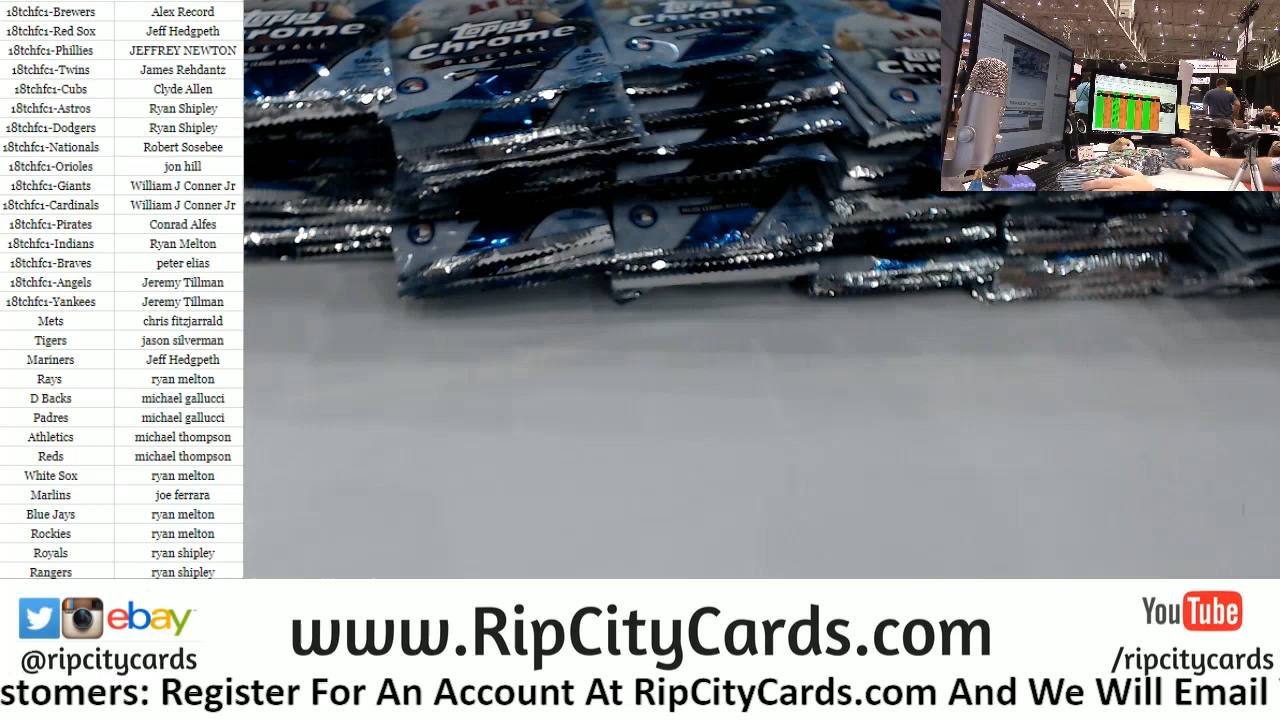 18tchfc1-Brewers Alex Record
18tchfc1-Red Sox Jeff Hedgpeth
18tchfc1-Phillies JEFFREY NEWTON
18tchfc1-Twins James Rehdantz
18tchfc1-Cubs Clyde Allen
18tchfc1-Astros Ryan Shipley
18tchfc1-Dodgers Ryan Shipley
18tchfc1-Nationals Robert Sosebee
18tchfc1-Orioles jon hill
18tchfc1-Giants William J Conner Jr
18tchfc1-Cardinals William J Conner Jr
18tchfc1-Pirates Conrad Alfes
18tchfc1-Indians Ryan Melton
18tchfc1-Braves peter elias
18tchfc1-Angels Jeremy Tillman
18tchfc1-Yankees Jeremy Tillman
Mets chris fitzjarrald
Tigers jason silverman
Mariners Jeff Hedgpeth
Rays ryan melton
D Backs michael gallucci
Padres michael gallucci
Athletics michael thompson
Reds michael thompson
White Sox ryan melton
Marlins joe ferrara
Blue Jays ryan melton
Rockies ryan melton
Royals ryan shipley
Rangers ryan shipley
TOPPS
Chrome
BASEBALL
TOPPS
Chrome
BASEBALL
Chrome
BASEBALL
ebay
@ripcitycards
www.RipCityCards.com
YouTube
/ripcitycards
stomers: Register For An Account At RipCityCards.com And We Will Email